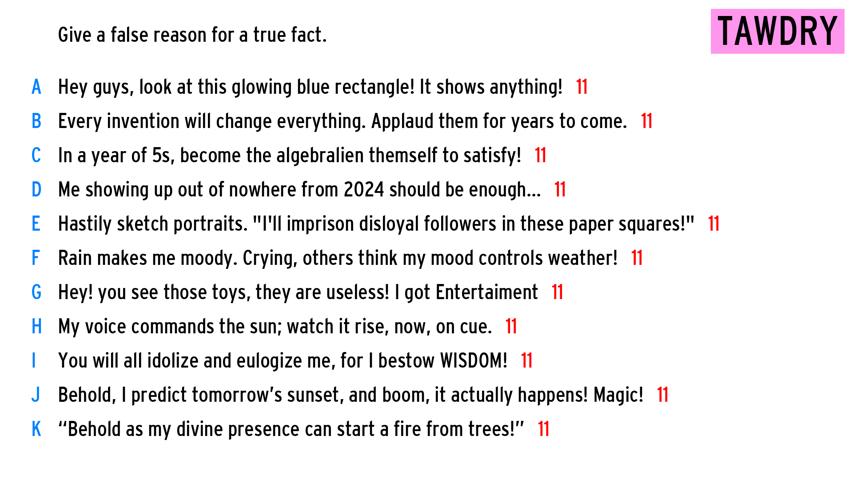 Give a false reason for a true fact.
TAWDRY
A Hey guys, look at this glowing blue rectangle! It shows anything! 11
B Every invention will change everything. Applaud them for years to come. 11
C In a year of 5s, become the algebralien themself to satisfy! 11
D Me showing up out of nowhere from 2024 should be enough... 11
E Hastily sketch portraits. "I'll imprison disloyal followers in these paper squares!" 11
F Rain makes me moody. Crying, others think my mood controls weather! 11
G Hey! you see those toys, they are useless! I got Entertaiment 11
H My voice commands the sun; watch it rise, now, on cue. 11
I You will all idolize and eulogize me, for I bestow WISDOM! 11
J Behold, I predict tomorrow’s sunset, and boom, it actually happens! Magic! 11
K “Behold as my divine presence can start a fire from trees!” 11